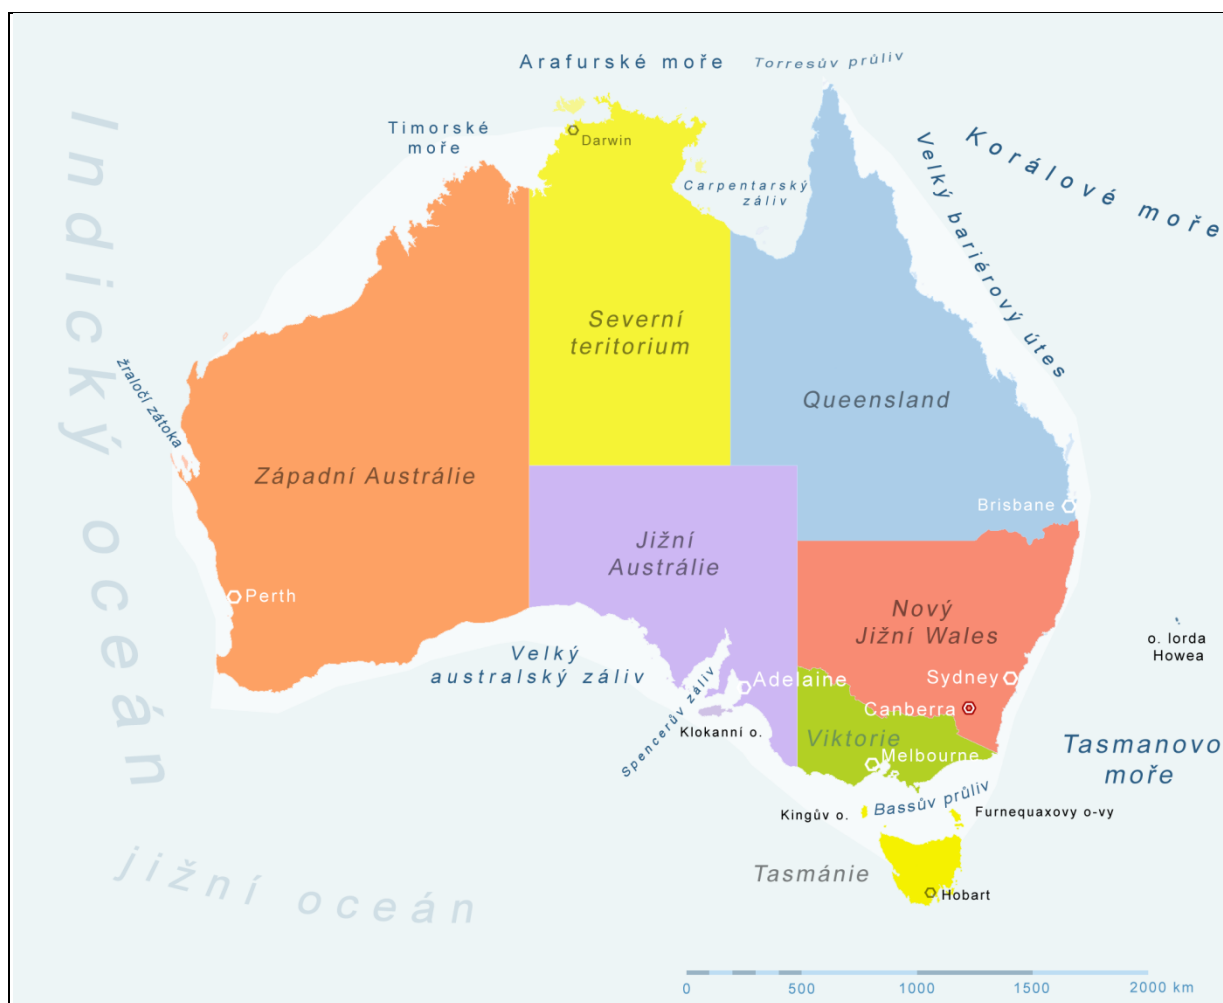 Arafurské moře
Torresův průliv
Timorské
moře
Darwin
Carpentarský
záliv
Korálové moře
Velký bariérový útes
Indický oceán
Severní
teritorium
Queensland
žraločí zátoka
Západní Austrálie
Brisbane
Jižní
Austrálie
Perth
Nový
Jižní Wales
o. lorda
Howea
Velký
australský záliv
Spencerův záliv
Adelaine
Sydney
Canberra
Klokanní o.
Viktorie
Melbourne
Tasmanovo
moře
Bassův průliv
Kingův o.
Furnequaxovy o-vy
Tasmánie
Hobart
jižní oceán
0 500 1000 1500 2000 km